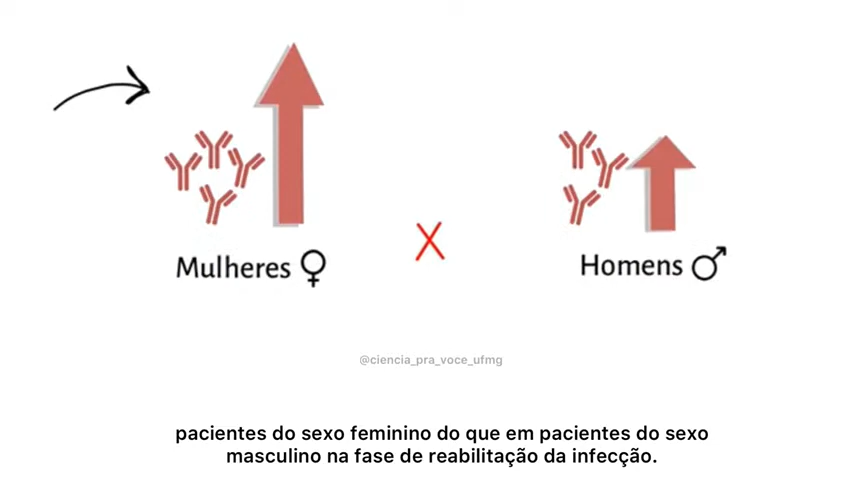 Mulheres ♀
X
Homens ♂
@ciencia_pra_voce_ufmg
pacientes do sexo feminino do que em pacientes do sexo
masculino na fase de reabilitação da infecção.